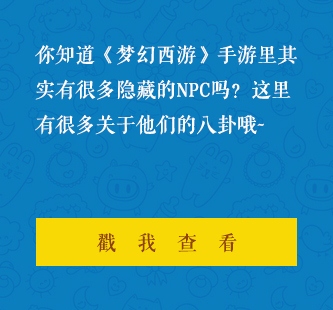 你知道《梦幻西游》手游里其
实有很多隐藏的NPC吗？这里
有很多关于他们的八卦哦~
戳我查看